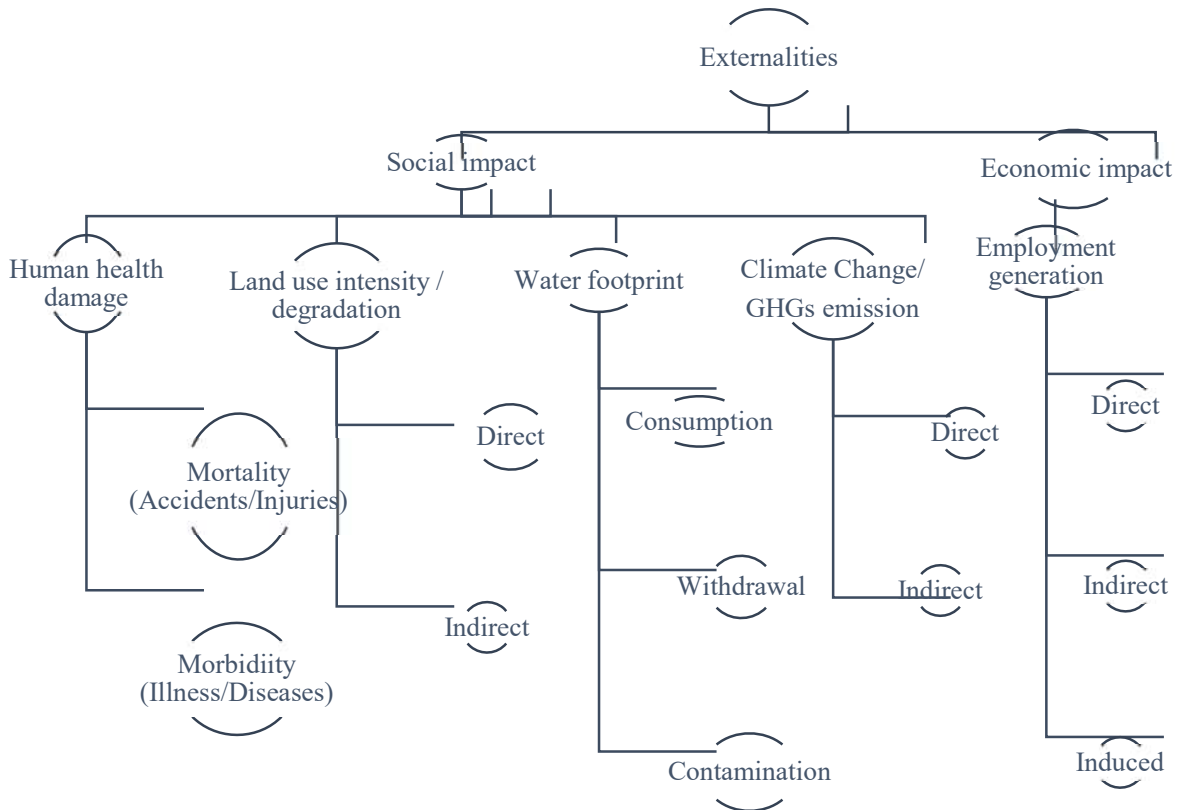 Externalities
Social impact
Economic impact
Human health
damage
Land use intensity /
degradation
Water footprint
Climate Change/
GHGs emission
Employment
generation
Mortality
(Accidents/Injuries)
Morbidiity
(Illness/Diseases)
Direct
Indirect
Consumption
Withdrawal
Contamination
Direct
Indirect
Direct
Indirect
Induced